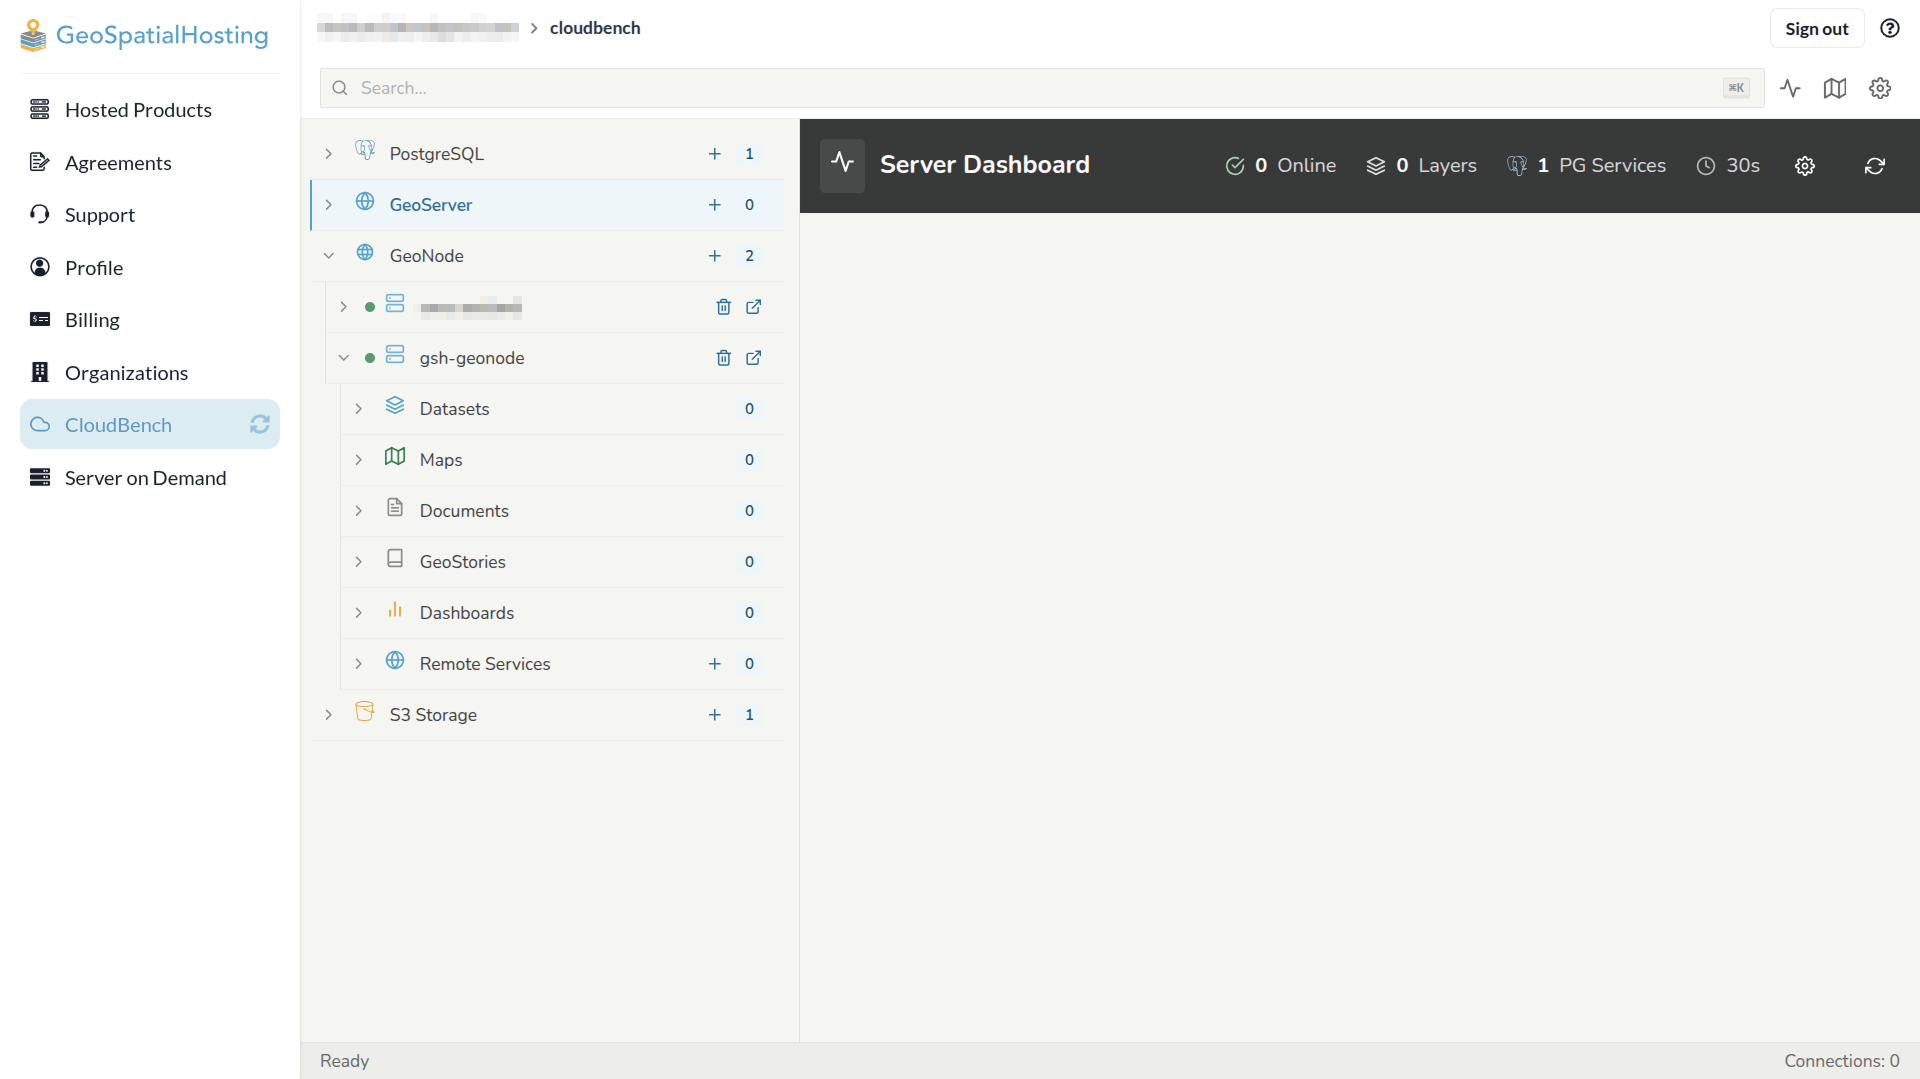 GeoSpatialHosting
cloudbench
Sign out
Search...
⌘K
Hosted Products
Agreements
Support
Profile
Billing
Organizations
CloudBench
Server on Demand
PostgreSQL
1
GeoServer
0
GeoNode
2
gsh-geonode
Datasets
0
Maps
0
Documents
0
GeoStories
0
Dashboards
0
Remote Services
0
S3 Storage
1
Server Dashboard
0 Online
0 Layers
1 PG Services
30s
Ready
Connections: 0